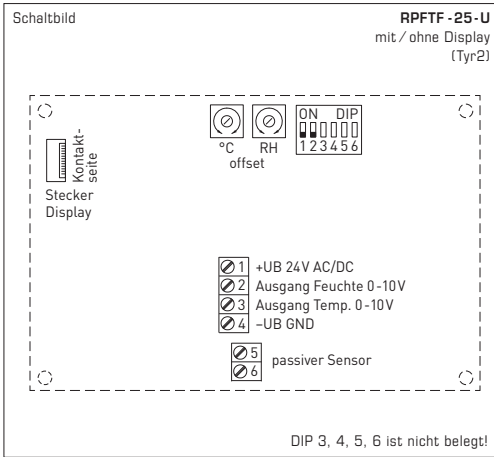 Schaltbild
RPFTF-25-U
mit / ohne Display
(Tyr2)
ON DIP
1 2 3 4 5 6
°C RH
offset
Kontakt-
seite
Stecker
Display
1 +UB 24V AC/DC
2 Ausgang Feuchte 0-10V
3 Ausgang Temp. 0-10V
4 –UB GND
5
passiver Sensor
6
DIP 3, 4, 5, 6 ist nicht belegt!